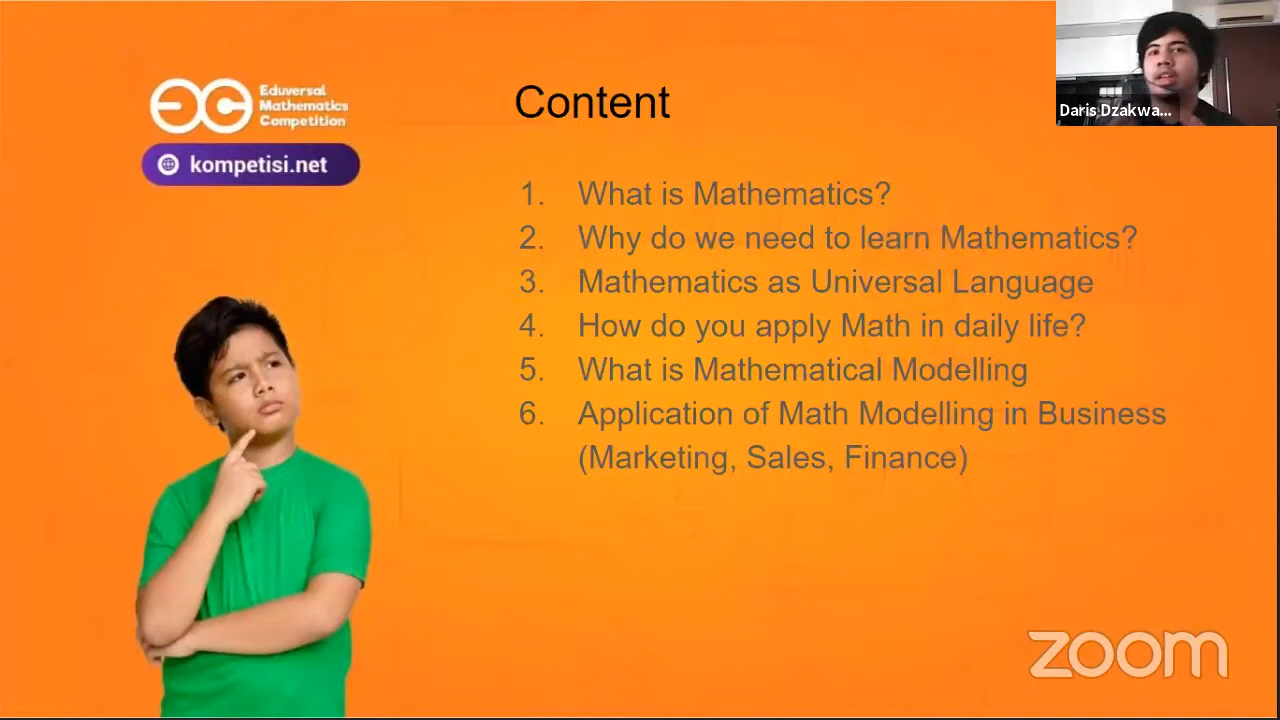 Eduversal
Mathematics
Competition
kompetisi.net
Content
1. What is Mathematics?
2. Why do we need to learn Mathematics?
3. Mathematics as Universal Language
4. How do you apply Math in daily life?
5. What is Mathematical Modelling
6. Application of Math Modelling in Business
(Marketing, Sales, Finance)
Daris Dzakwa...
zoom